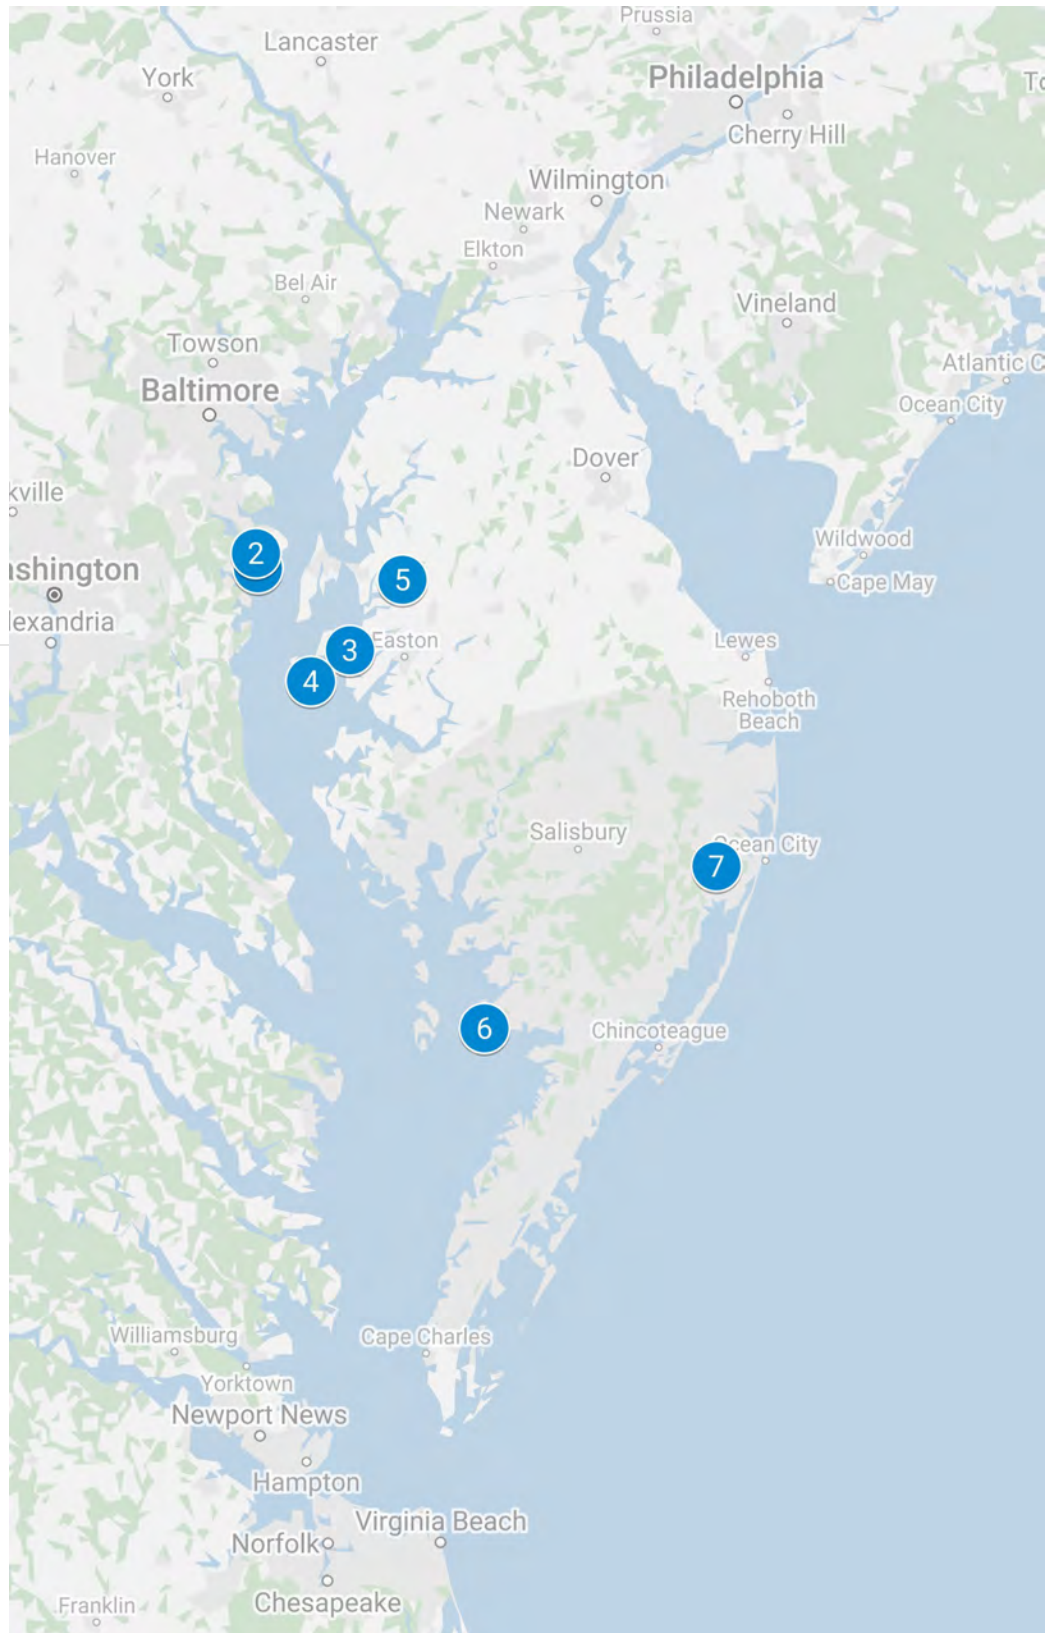 Prussia
Lancaster
York
Philadelphia
To
Cherry Hill
Hanover
Wilmington
Newark
Elkton
Bel Air
Vineland
Towson
Atlantic C
Baltimore
Ocean City
Dover
kville
Wildwood
2
ashington
5
Cape May
lexandria
3
Easton
Lewes
4
Rehoboth
Beach
Salisbury
Ocean City
7
6
Chincoteague
Williamsburg
Cape Charles
Yorktown
Newport News
Hampton
Virginia Beach
Norfolk
Chesapeake
Franklin